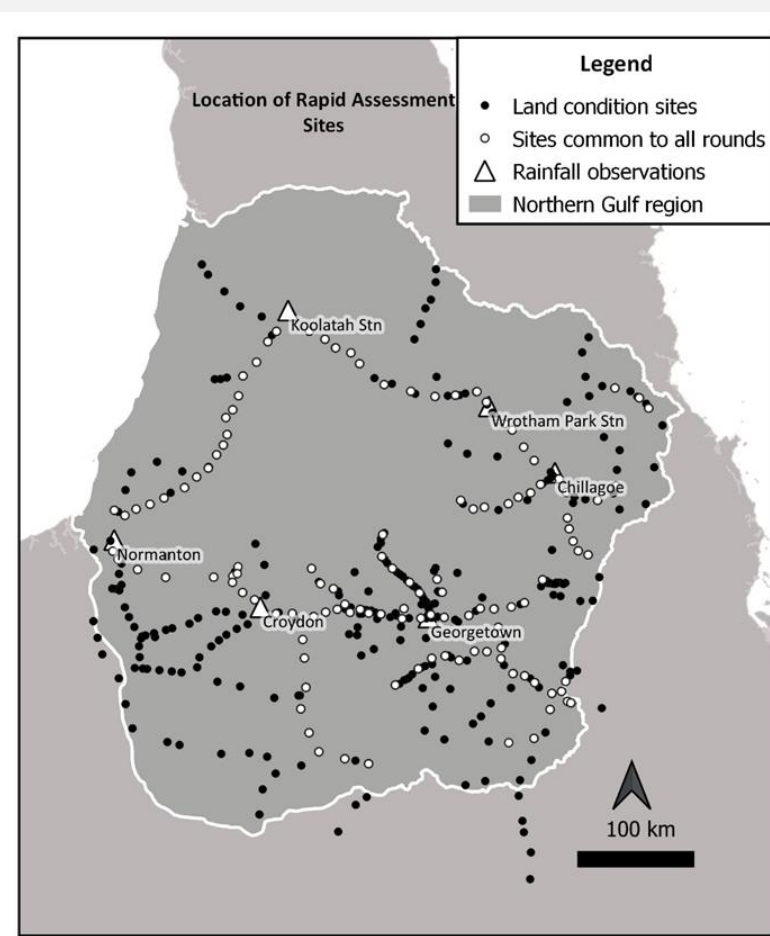 Location of Rapid Assessment
Sites
Legend
Land condition sites
Sites common to all rounds
Rainfall observations
Northern Gulf region
Koolatah Stn
Wrotham Park Stn
Chillagoe
Normanton
Croydon
Georgetown
100 km